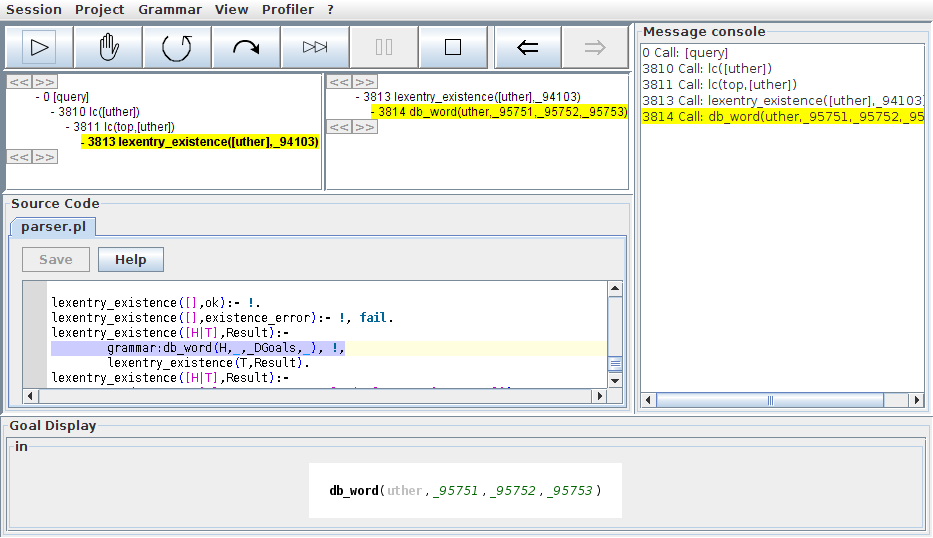 Session Project Grammar View Profiler ?
<< >>
- 0 [query]
- 3810 lc([uther])
- 3811 lc(top,[uther])
- 3813 lexentry_existence([uther],_94103)
<< >>
<< >>
- 3813 lexentry_existence([uther],_94103)
- 3814 db_word(uther,_95751,_95752,_95753)
<< >>
Message console
0 Call: [query]
3810 Call: lc([uther])
3811 Call: lc(top,[uther])
3813 Call: lexentry_existence([uther],_94103
3814 Call: db_word(uther,_95751,_95752,_95
Source Code
parser.pl
Save Help
lexentry_existence([],ok):- !.
lexentry_existence([],existence_error):- !, fail.
lexentry_existence([H|T],Result):-
grammar:db_word(H,_,_DGoals,_), !,
lexentry_existence(T,Result).
lexentry_existence([H|T],Result):-
Goal Display
in
db_word(uther,_95751,_95752,_95753)